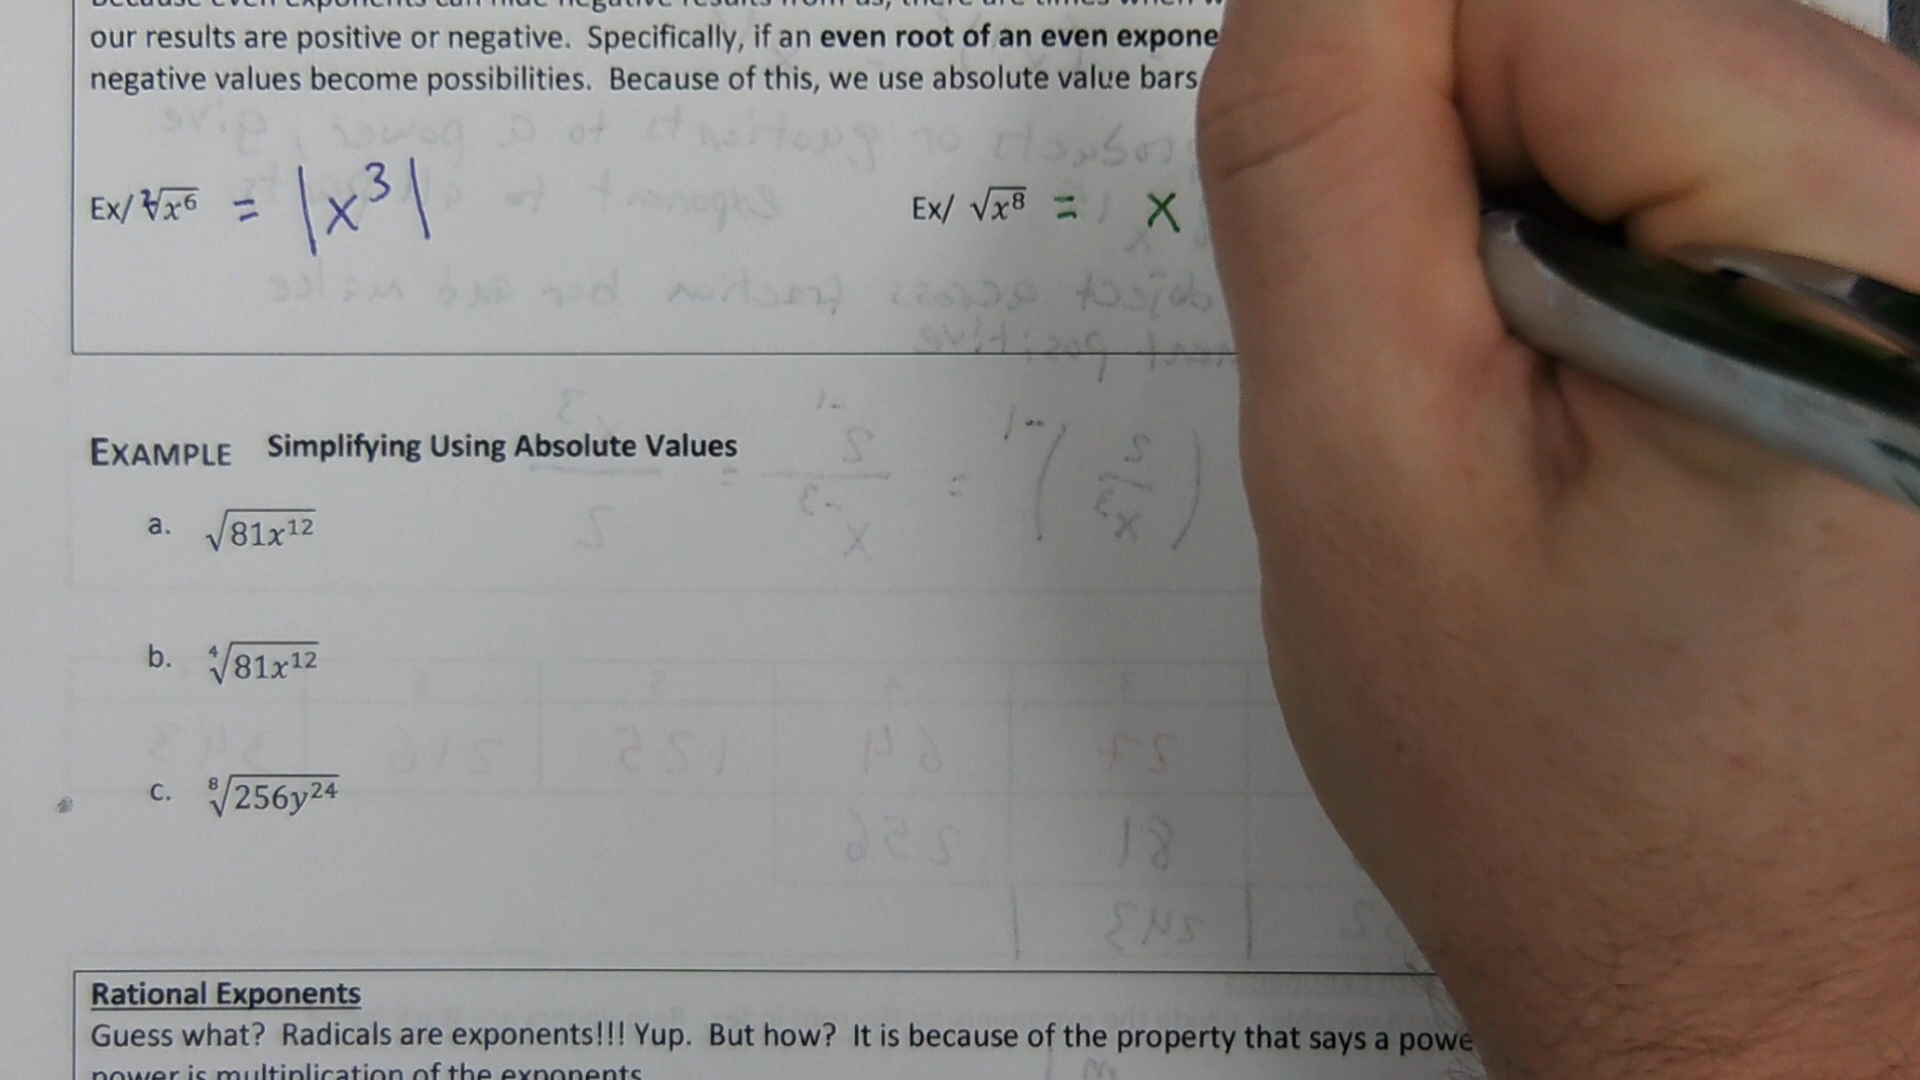 our results are positive or negative. Specifically, if an even root of an even expone
negative values become possibilities. Because of this, we use absolute value bars
Ex/ ²√x⁶ = |x³|
Ex/ √x⁸ = x
EXAMPLE Simplifying Using Absolute Values
a. √81x¹²
b. ⁴√81x¹²
c. ⁸√256y²⁴
Rational Exponents
Guess what? Radicals are exponents!!! Yup. But how? It is because of the property that says a powe
power is multiplication of the exponents